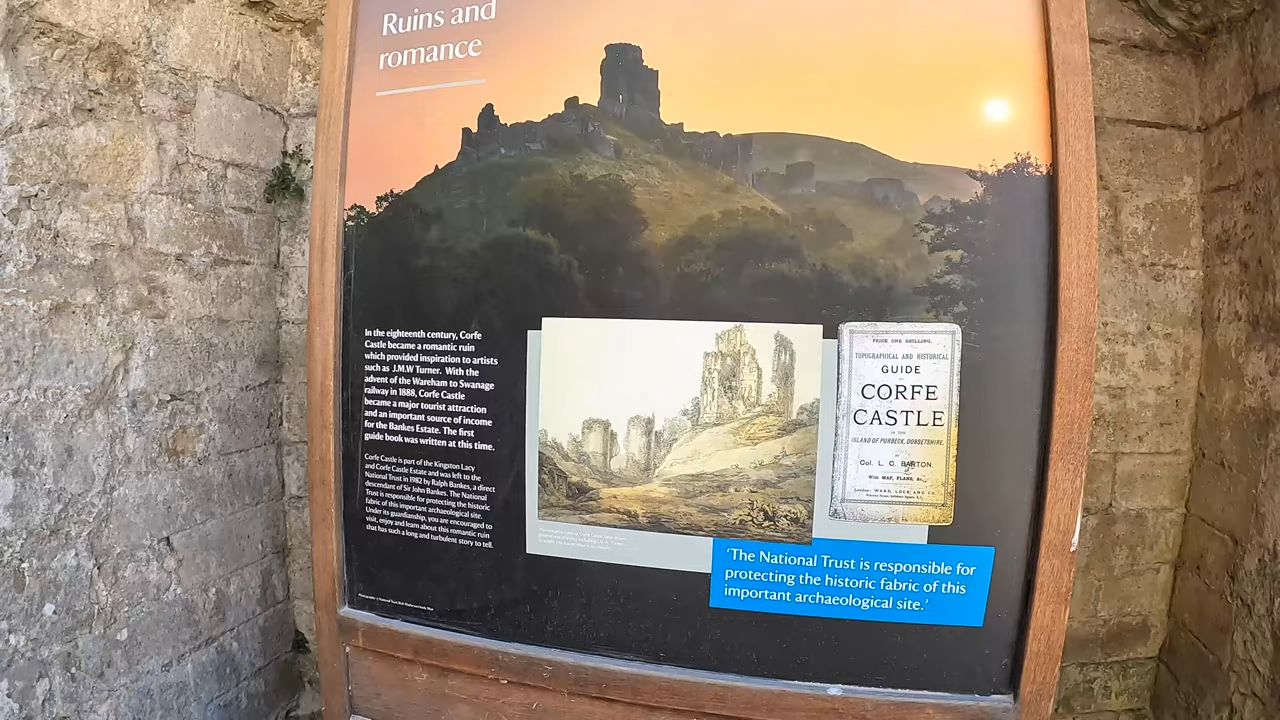 Ruins and
romance
In the eighteenth century, Corfe
Castle became a romantic ruin
which provided inspiration to artists
such as J.M.W Turner. With the
advent of the Wareham to Swanage
railway in 1888, Corfe Castle
became a major tourist attraction
and an important source of income
for the Bankes Estate. The first
guide book was written at this time.
Corfe Castle is part of the Kingston Lacy
and Corfe Castle Estate and was left to the
National Trust in 1982 by Ralph Bankes, a direct
descendant of Sir John Bankes. The National
Trust is responsible for protecting the historic
fabric of this important archaeological site.
Under its guardianship, you are encouraged to
visit, enjoy and learn about this romantic ruin
that has such a long and turbulent story to tell.
PRICE ONE SHILLING.
TOPOGRAPHICAL AND HISTORICAL
GUIDE
TO
CORFE
CASTLE
IN THE
ISLAND OF PURBECK, DORSETSHIRE.
BY
Col. L. C. BARTON.
With MAP, PLANS, &c.,
London: WARD, LOCK AND CO.
'The National Trust is responsible for
protecting the historic fabric of this
important archaeological site.'